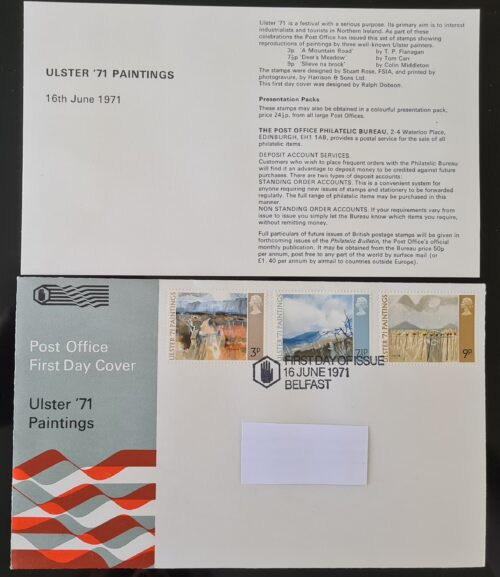 ULSTER '71 PAINTINGS
16th June 1971
Ulster '71 is a festival with a serious purpose. Its primary aim is to interest
industrialists and tourists in Northern Ireland. As part of these
celebrations the Post Office has issued this set of stamps showing
reproductions of paintings by three well-known Ulster painters.
3p. 'A Mountain Road' by T. P. Flanagan
7½p 'Deer's Meadow' by Tom Carr
9p. 'Slieve na brock' by Colin Middleton
The stamps were designed by Stuart Rose, FSIA, and printed by
photogravure, by Harrison & Sons Ltd.
This first day cover was designed by Ralph Dobson.
Presentation Packs
These stamps may also be obtained in a colourful presentation pack,
price 24½p, from all large Post Offices.
THE POST OFFICE PHILATELIC BUREAU, 2-4 Waterloo Place,
EDINBURGH, EH1 1AB, provides a postal service for the sale of all
philatelic items.
DEPOSIT ACCOUNT SERVICES
Customers who wish to place frequent orders with the Philatelic Bureau
will find it an advantage to deposit money to be credited against future
purchases. There are two types of deposit accounts:
STANDING ORDER ACCOUNTS. This is a convenient system for
anyone requiring new issues of stamps and stationery to be forwarded
regularly. The full range of philatelic items may be purchased in this
manner.
NON STANDING ORDER ACCOUNTS. If your requirements vary from
issue to issue you simply let the Bureau know which items you require,
without remitting money.
Full particulars of future issues of British postage stamps will be given in
forthcoming issues of the Philatelic Bulletin, the Post Office's official
monthly publication. It may be obtained from the Bureau price 50p
per annum, post free to any part of the world by surface mail (or
£1.40 per annum by airmail to countries outside Europe).
Post Office
First Day Cover
Ulster '71
Paintings
ULSTER '71 PAINTINGS
3p
ULSTER '71 PAINTINGS
7½p
ULSTER '71 PAINTINGS
9p
FIRST DAY OF ISSUE
16 JUNE 1971
BELFAST